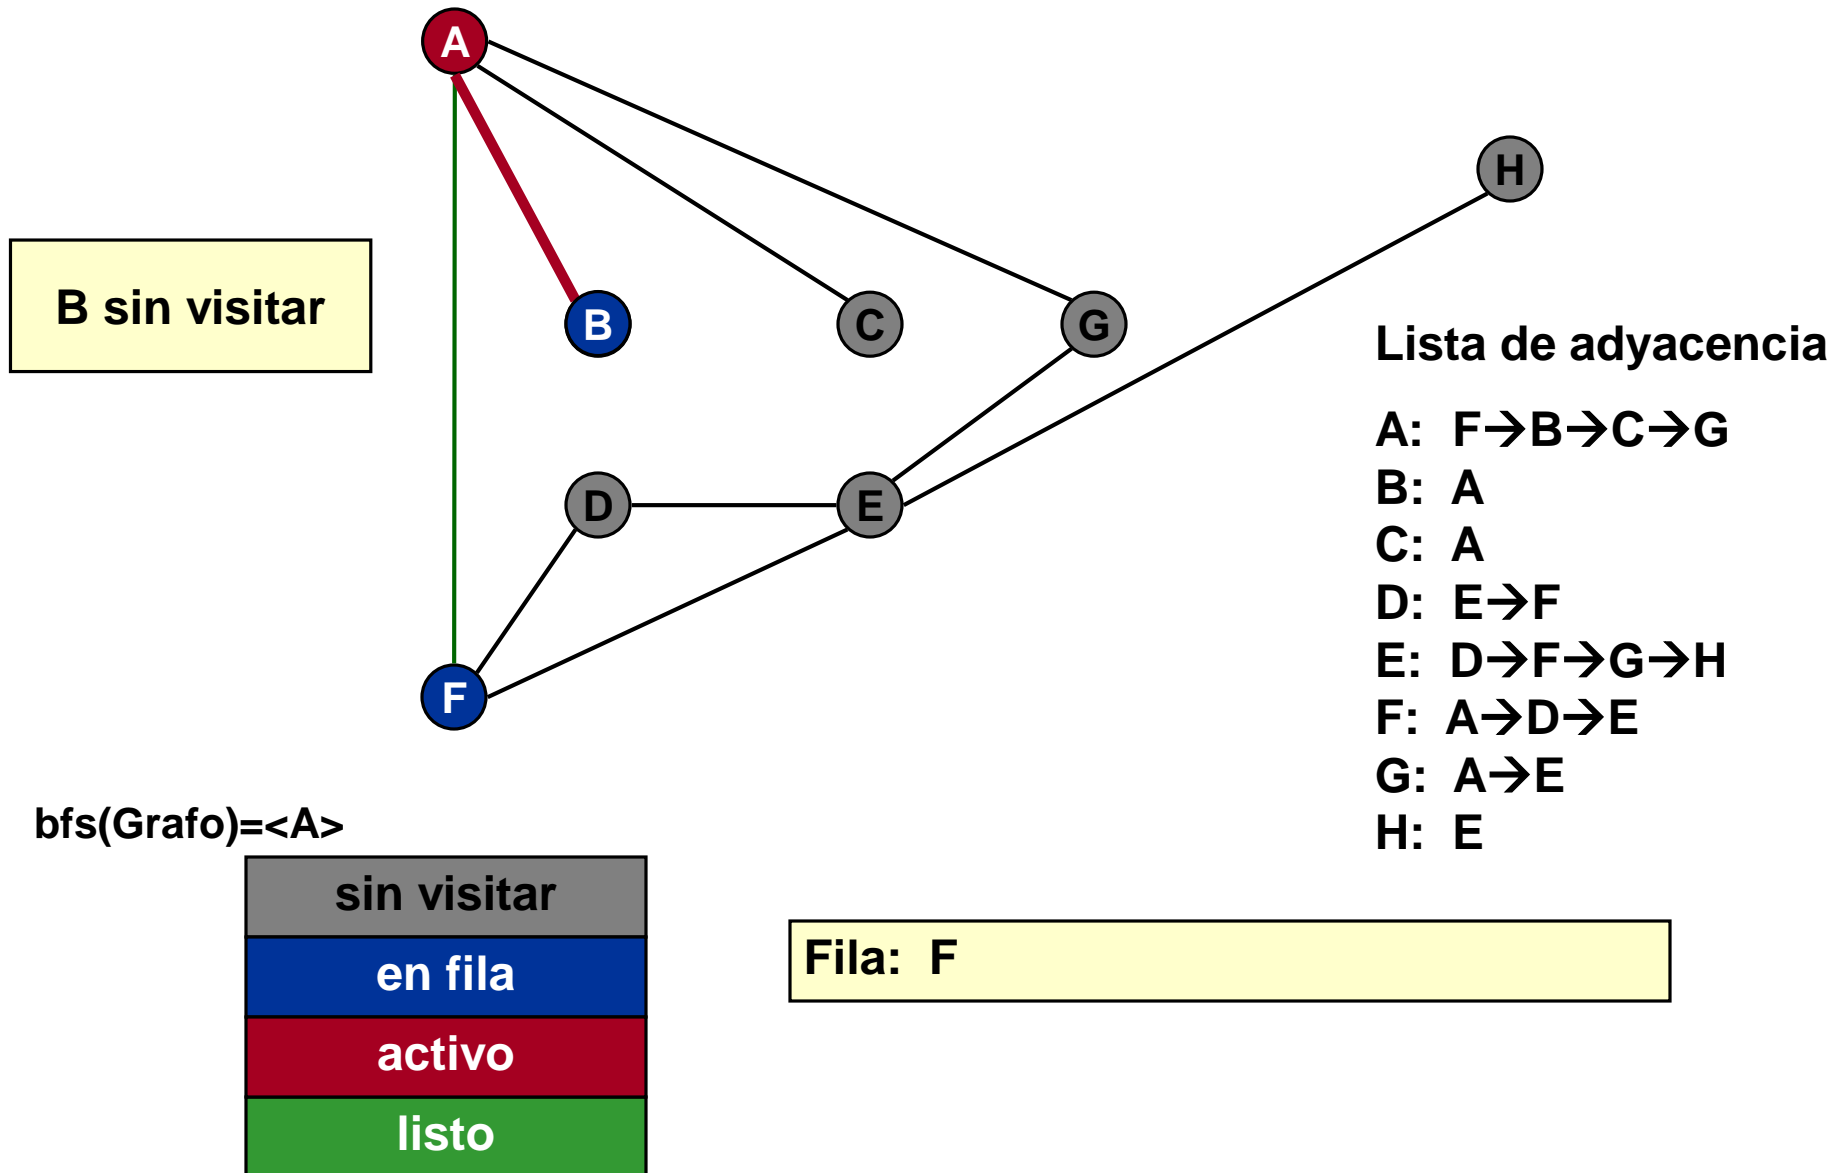 A
H
B sin visitar
B
C
G
Lista de adyacencia
A: F→B→C→G
B: A
C: A
D: E→F
E: D→F→G→H
F: A→D→E
G: A→E
H: E
D
E
F
bfs(Grafo)=<A>
sin visitar
en fila
activo
listo
Fila: F